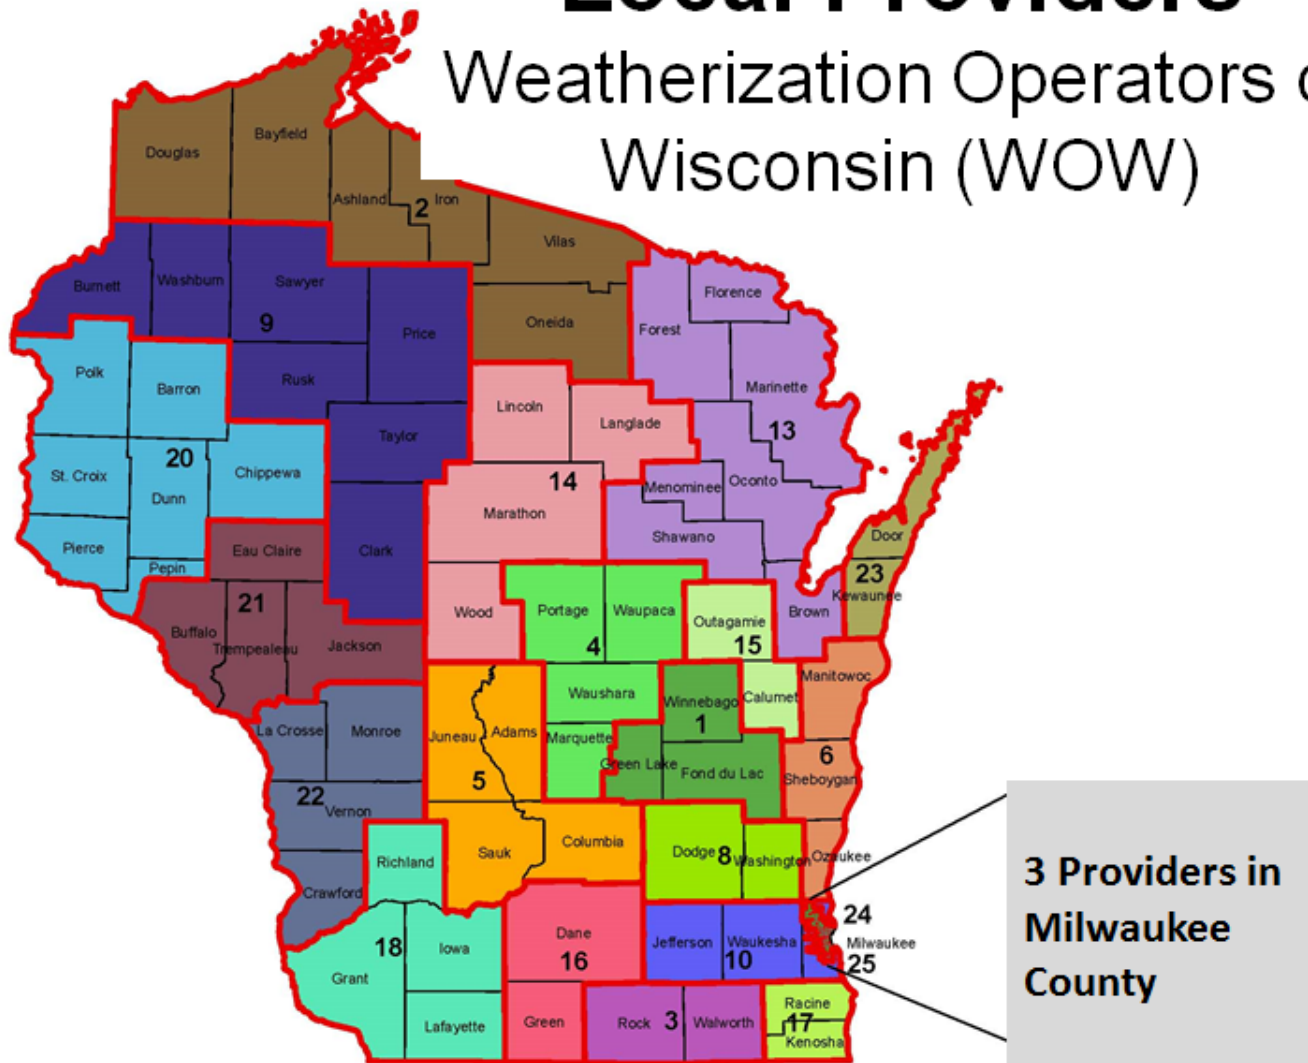 Local Providers
Weatherization Operators o
Wisconsin (WOW)
Douglas
Bayfield
Ashland
2
Iron
Vilas
Burnett
Washburn
Sawyer
9
Price
Oneida
Florence
Forest
Rusk
Polk
Barron
Marinette
Lincoln
Langlade
Taylor
13
20
St. Croix
Chippewa
Dunn
14
Menominee
Oconto
Marathon
Shawano
Pierce
Eau Claire
Clark
Door
Pepin
23
Kewaunee
21
Wood
Portage
Waupaca
Brown
Outagamie
Buffalo
Trempealeau
Jackson
4
15
Manitowoc
Waushara
Winnebago
Calumet
1
La Crosse
Monroe
Juneau
Adams
Marquette
6
Green Lake
Fond du Lac
Sheboygan
5
22
Vernon
Richland
Sauk
Columbia
Dodge
8
Washington
Ozaukee
Crawford
3 Providers in
Milwaukee
County
24
Milwaukee
25
Dane
16
Jefferson
Waukesha
10
18
Iowa
Grant
Racine
17
Kenosha
Lafayette
Green
Rock
3
Walworth